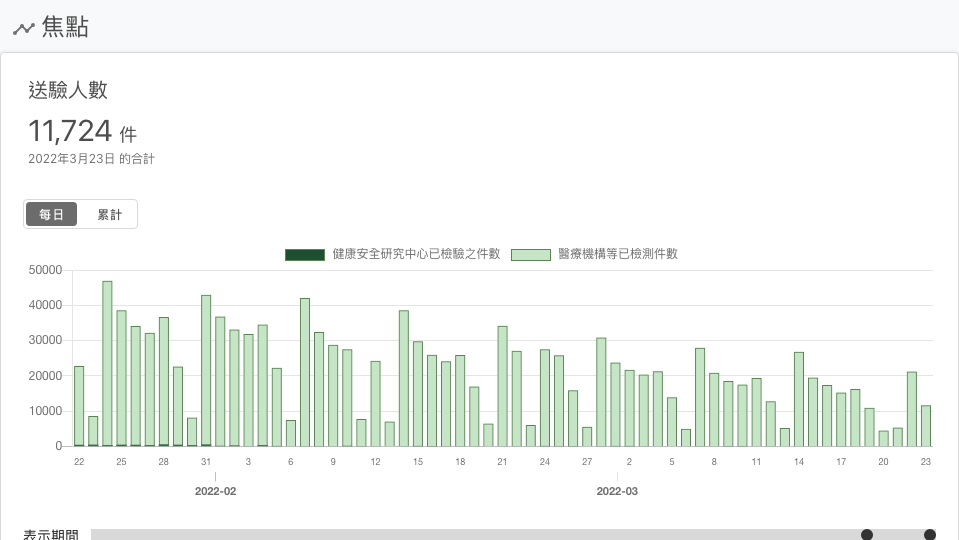 焦點
送驗人數
11,724 件
2022年3月23日 的合計
每日 累計
健康安全研究中心已檢驗之件數 醫療機構等已檢測件數
50000
40000
30000
20000
10000
0
22 25 28 31 3 6 9 12 15 18 21 24 27 2 5 8 11 14 17 20 23
2022-02 2022-03
表示期間